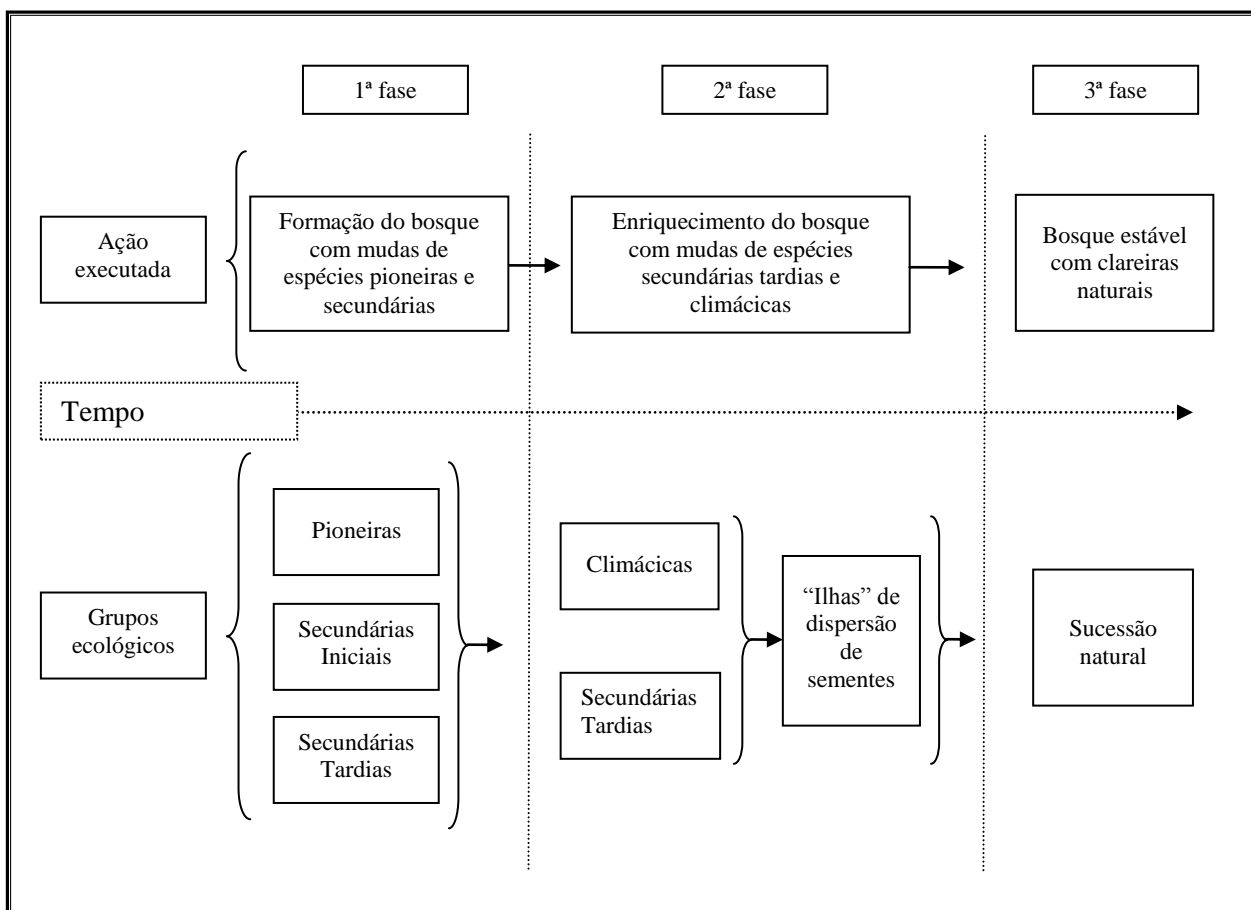 1ª fase
2ª fase
3ª fase
Ação
executada
Formação do bosque
com mudas de
espécies pioneiras e
secundárias
Enriquecimento do bosque
com mudas de espécies
secundárias tardias e
climácicas
Bosque estável
com clareiras
naturais
Tempo
Grupos
ecológicos
Pioneiras
Secundárias
Iniciais
Secundárias
Tardias
Climácicas
Secundárias
Tardias
“Ilhas” de
dispersão
de
sementes
Sucessão
natural